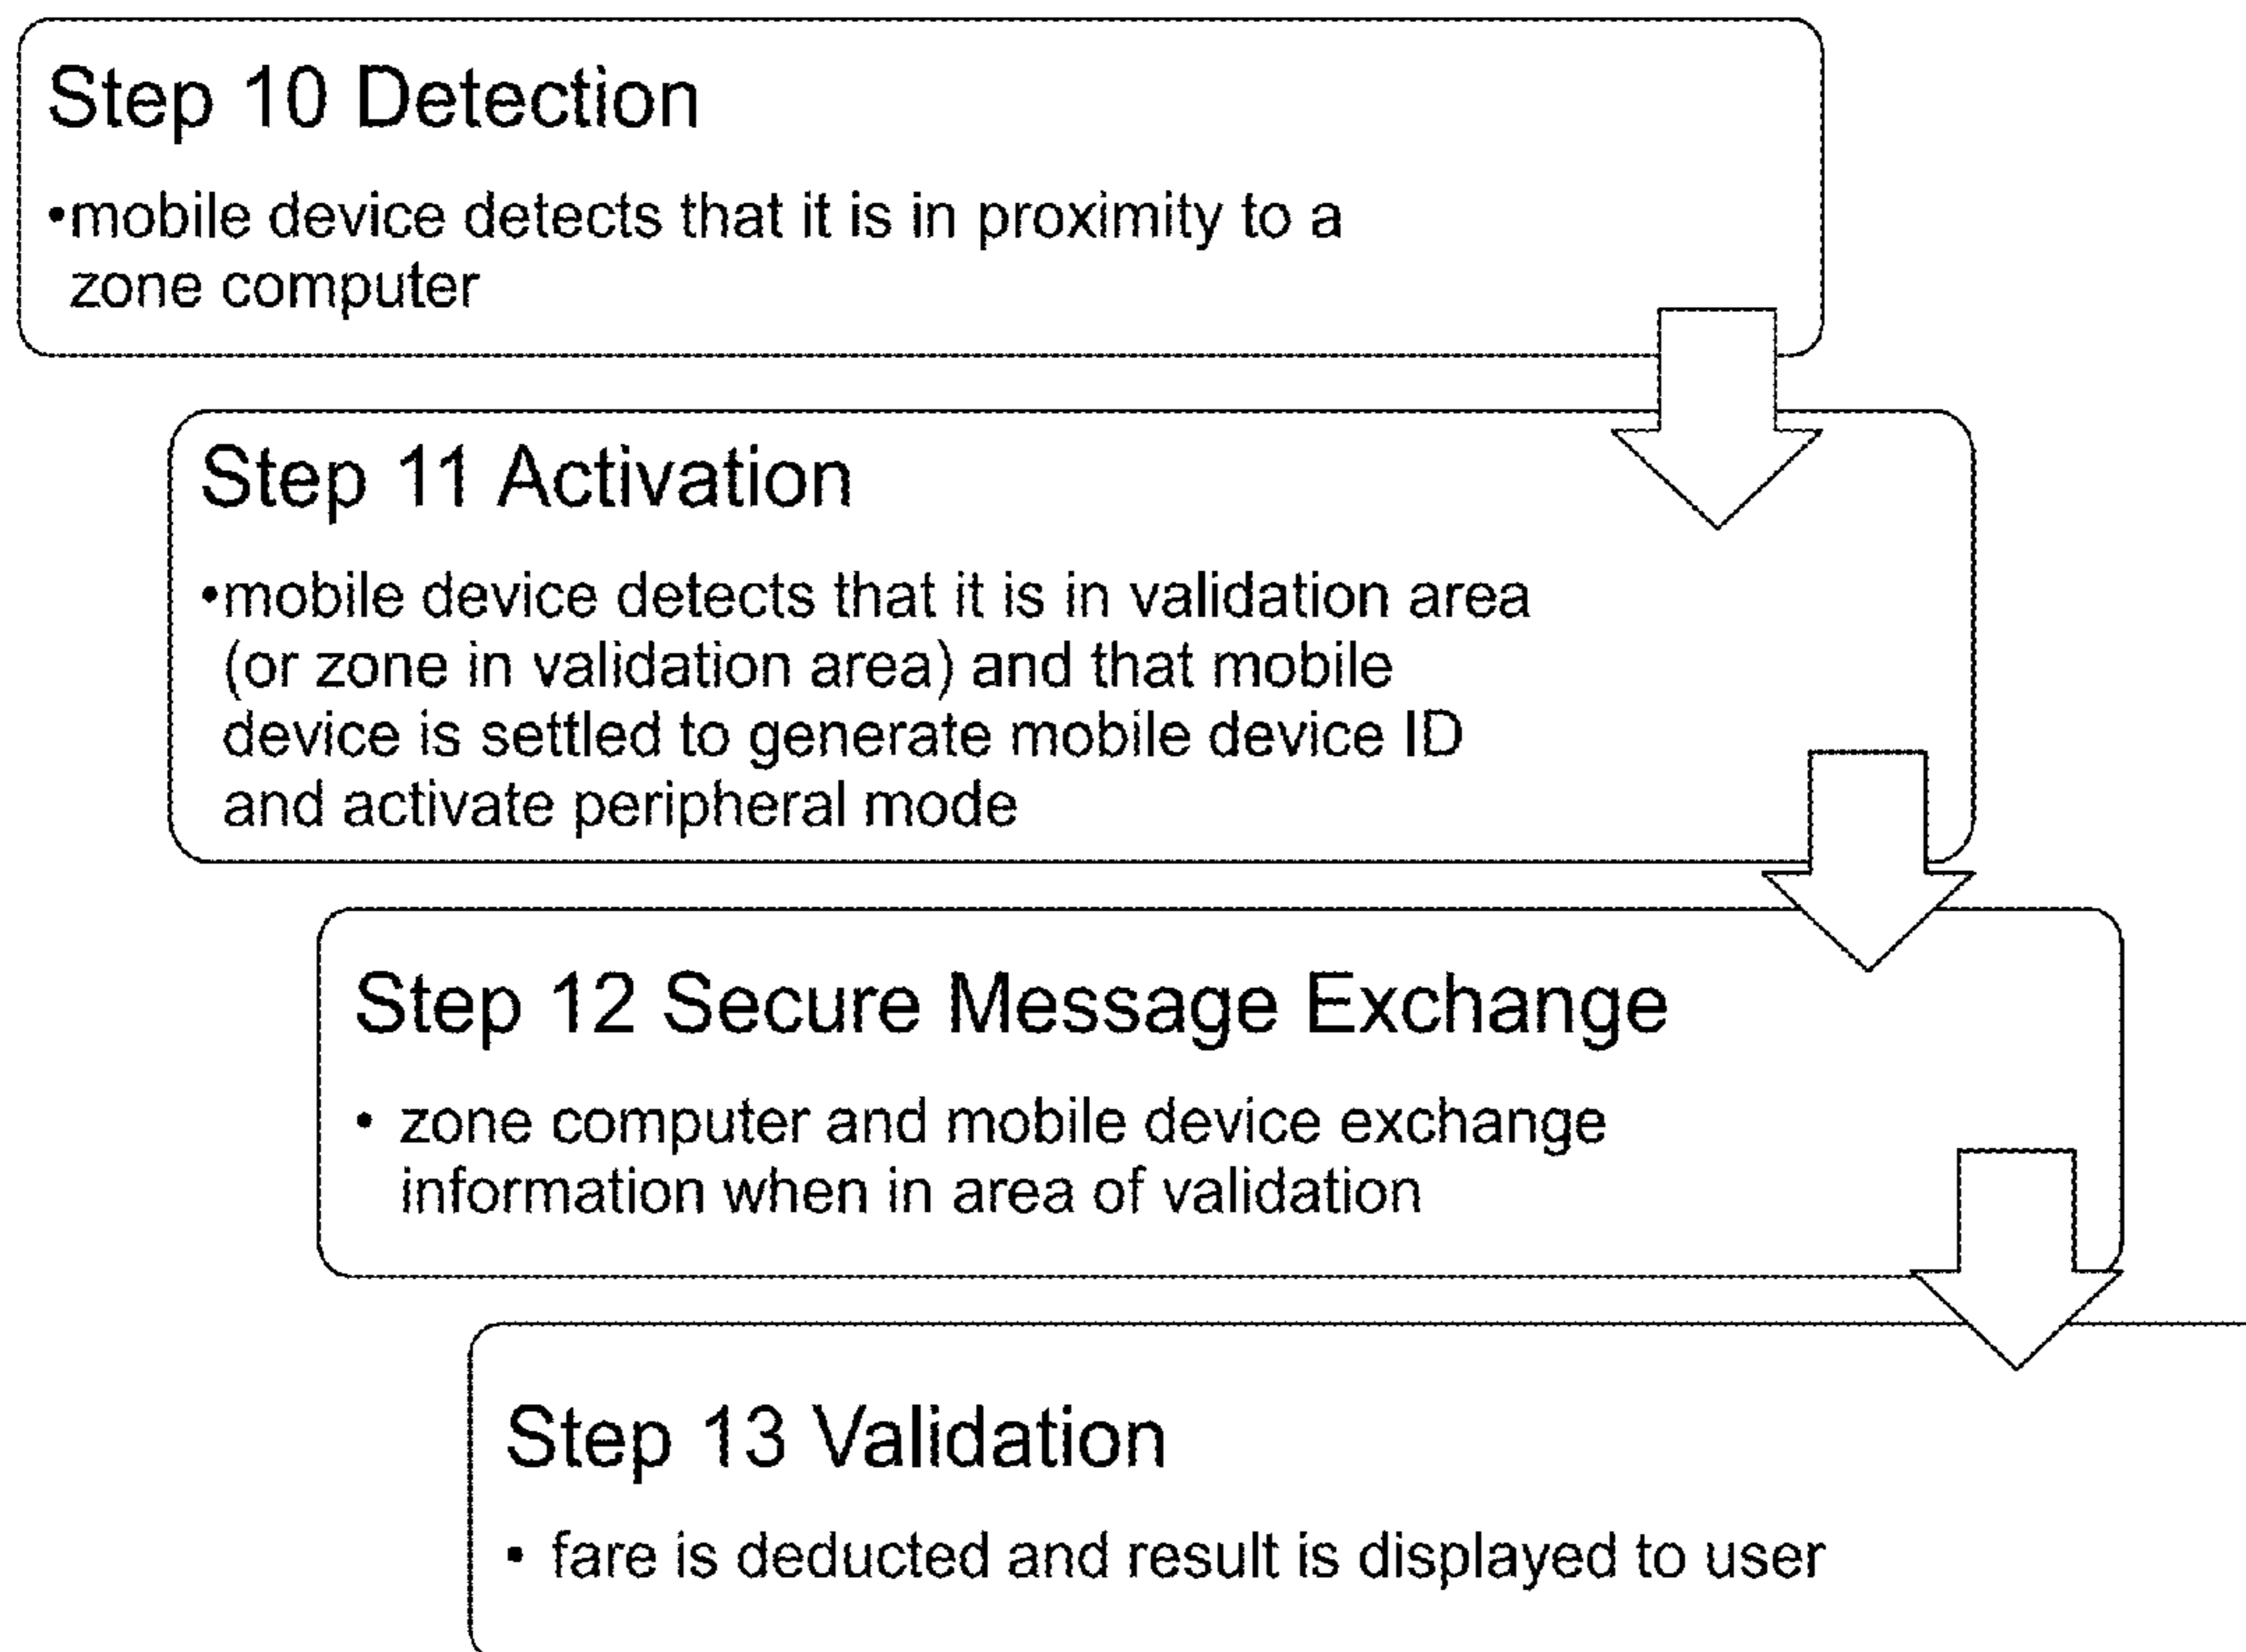 Step 10 Detection
•mobile device detects that it is in proximity to a
zone computer
Step 11 Activation
•mobile device detects that it is in validation area
(or zone in validation area) and that mobile
device is settled to generate mobile device ID
and activate peripheral mode
Step 12 Secure Message Exchange
• zone computer and mobile device exchange
information when in area of validation
Step 13 Validation
• fare is deducted and result is displayed to user